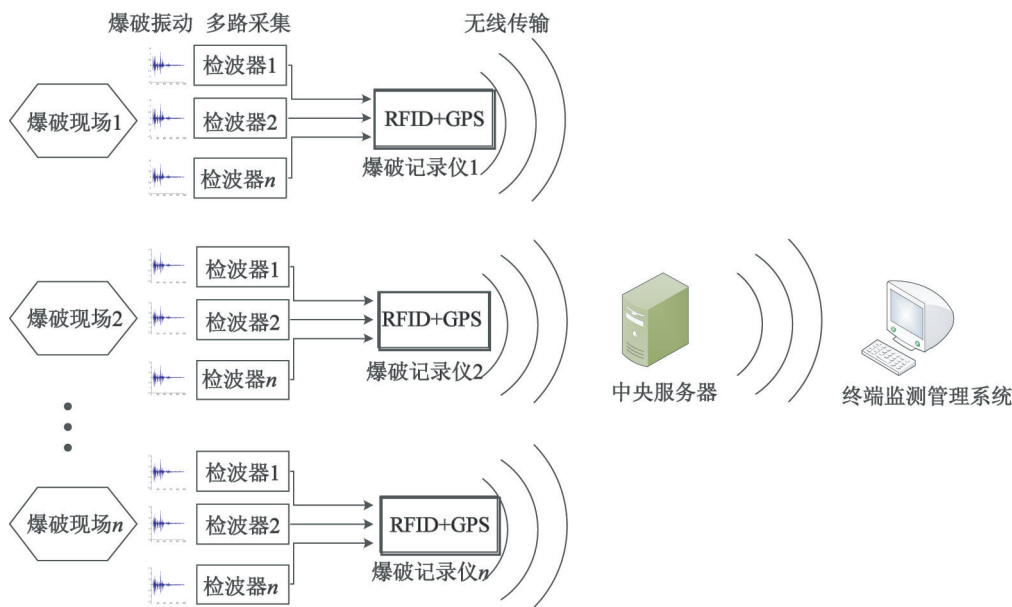 爆破振动 多路采集 无线传输
爆破现场1
检波器1
检波器2
检波器n
RFID+GPS
爆破记录仪1
爆破现场2
检波器1
检波器2
检波器n
RFID+GPS
爆破记录仪2
爆破现场n
检波器1
检波器2
检波器n
RFID+GPS
爆破记录仪n
中央服务器
终端监测管理系统